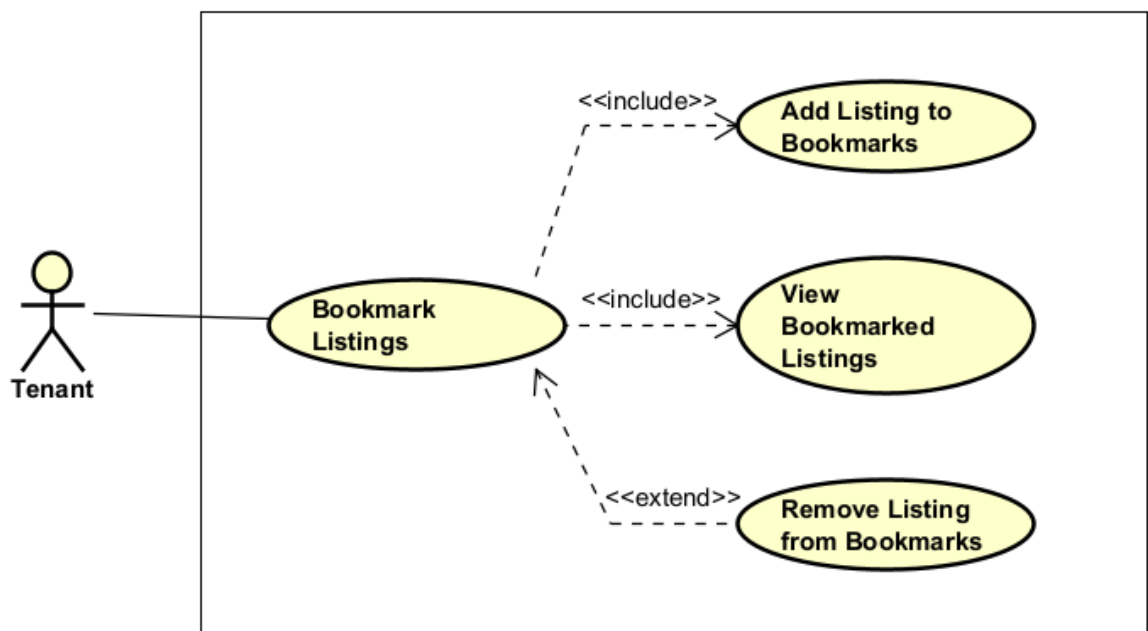 <<include>>
Add Listing to
Bookmarks
<<include>>
View
Bookmarked
Listings
Bookmark
Listings
Tenant
<<extend>>
Remove Listing
from Bookmarks